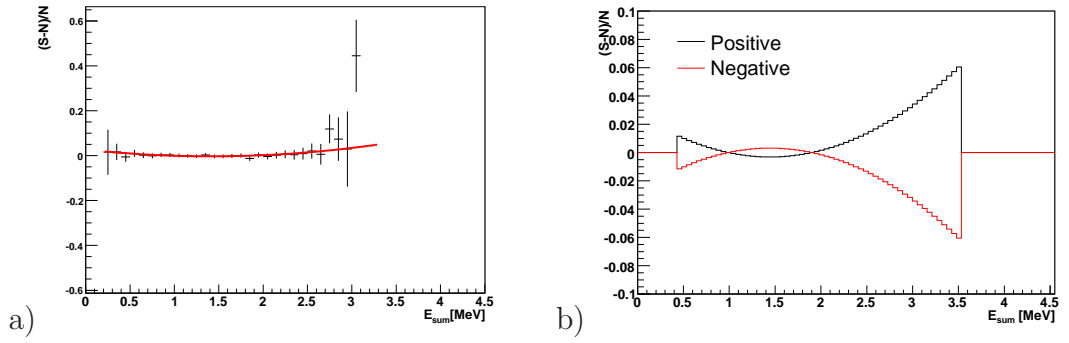 (S-N)/N
0.6
0.4
0.2
0
-0.2
-0.4
-0.6
0 0.5 1 1.5 2 2.5 3 3.5 4 4.5
E_sum[MeV]
a)
(S-N)/N
0.1
0.08
0.06
0.04
0.02
0
-0.02
-0.04
-0.06
-0.08
-0.1
Positive
Negative
0 0.5 1 1.5 2 2.5 3 3.5 4 4.5
E_sum[MeV]
b)